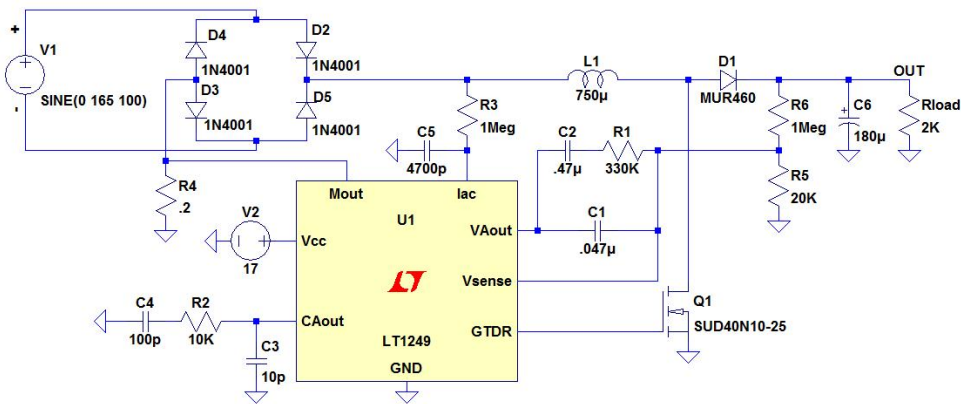 +
V1
-
SINE(0 165 100)
D4
1N4001
D2
1N4001
D3
1N4001
D5
1N4001
R3
1Meg
C5
4700p
L1
750µ
D1
MUR460
OUT
R6
1Meg
C6
+
180µ
Rload
2K
R5
20K
C2
.47µ
R1
330K
C1
.047µ
R4
.2
V2
17
C4
100p
R2
10K
C3
10p
Mout
Iac
U1
VAout
Vcc
Vsense
CAout
GTDR
LT1249
GND
Q1
SUD40N10-25